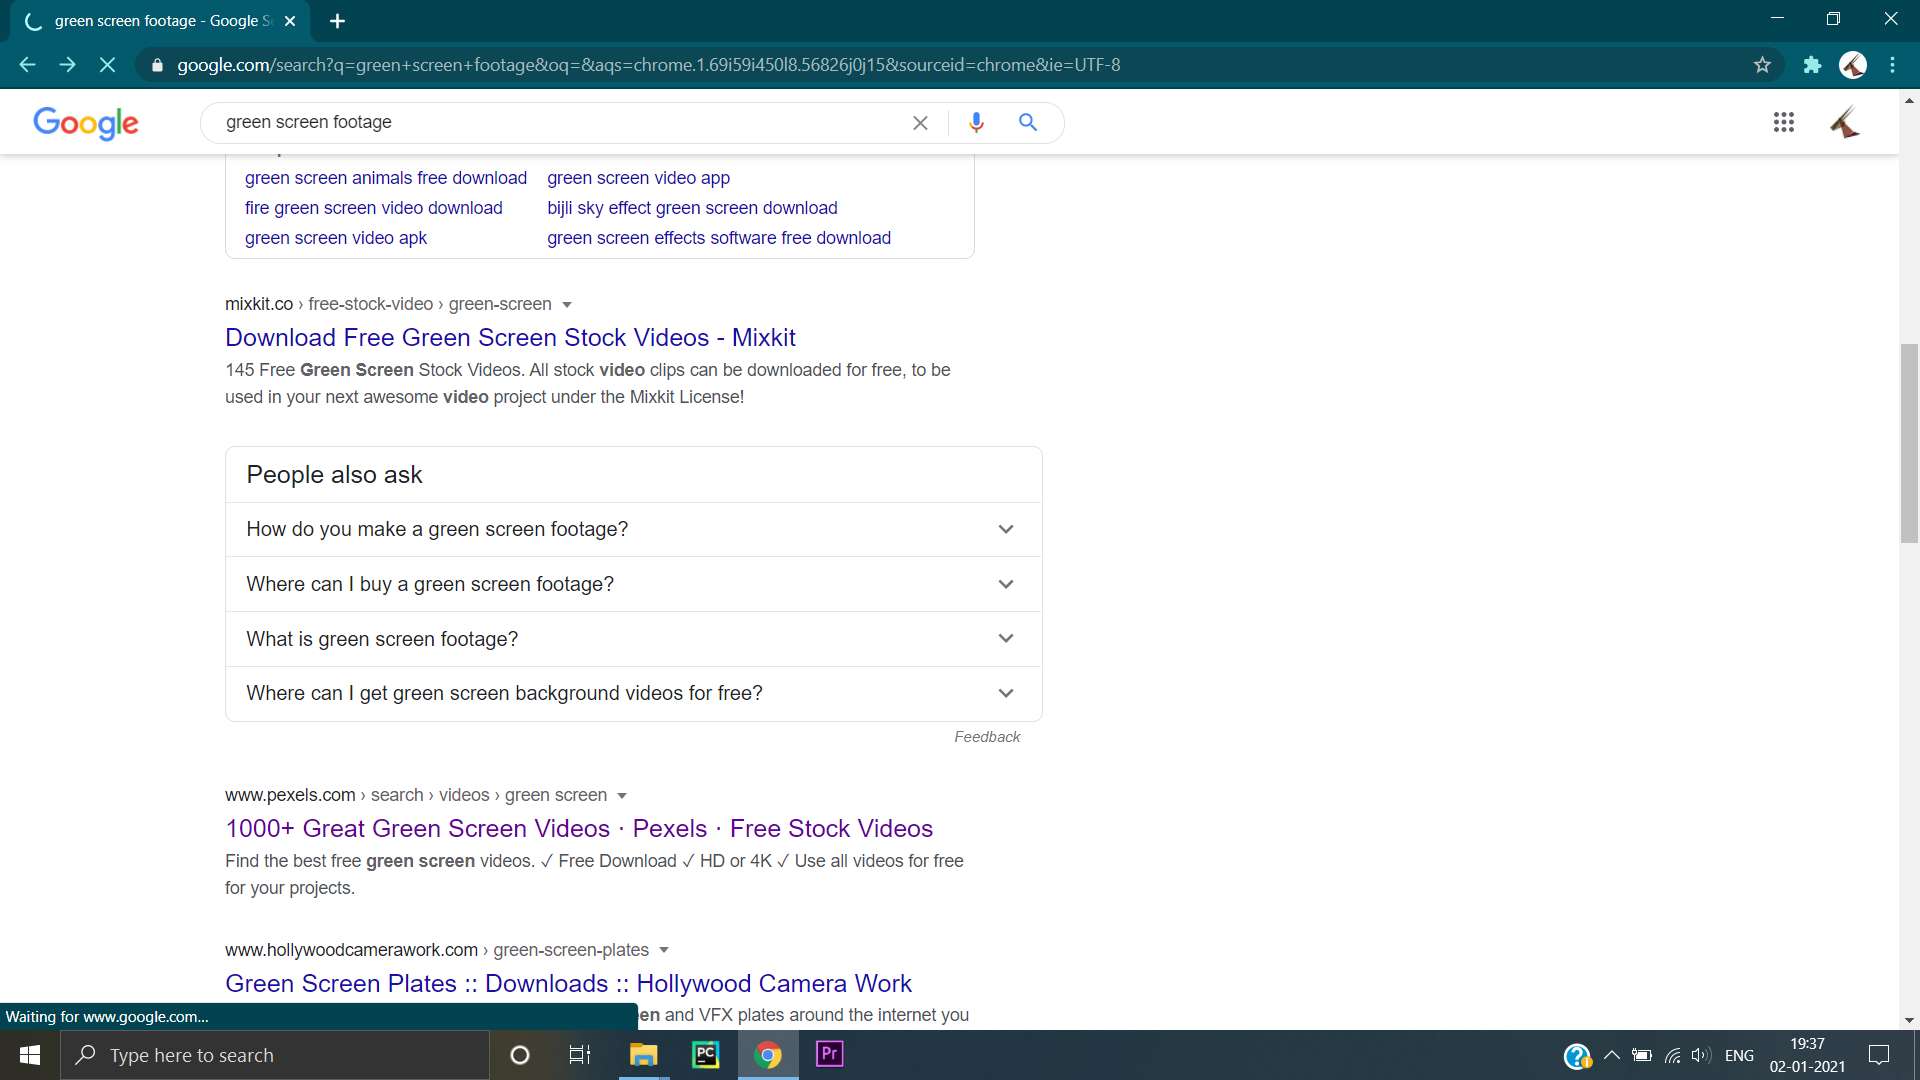 green screen footage - Google S
google.com/search?q=green+screen+footage&oq=&aqs=chrome.1.69i59i450l8.56826j0j15&sourceid=chrome&ie=UTF-8
Google
green screen footage
green screen animals free download
green screen video app
fire green screen video download
bijli sky effect green screen download
green screen video apk
green screen effects software free download
mixkit.co › free-stock-video › green-screen
Download Free Green Screen Stock Videos - Mixkit
145 Free Green Screen Stock Videos. All stock video clips can be downloaded for free, to be
used in your next awesome video project under the Mixkit License!
People also ask
How do you make a green screen footage?
Where can I buy a green screen footage?
What is green screen footage?
Where can I get green screen background videos for free?
Feedback
www.pexels.com › search › videos › green screen
1000+ Great Green Screen Videos · Pexels · Free Stock Videos
Find the best free green screen videos. ✓ Free Download ✓ HD or 4K ✓ Use all videos for free
for your projects.
www.hollywoodcamerawork.com › green-screen-plates
Green Screen Plates :: Downloads :: Hollywood Camera Work
en and VFX plates around the internet you
Waiting for www.google.com...
Type here to search
PC
Pr
ENG
19:37
02-01-2021